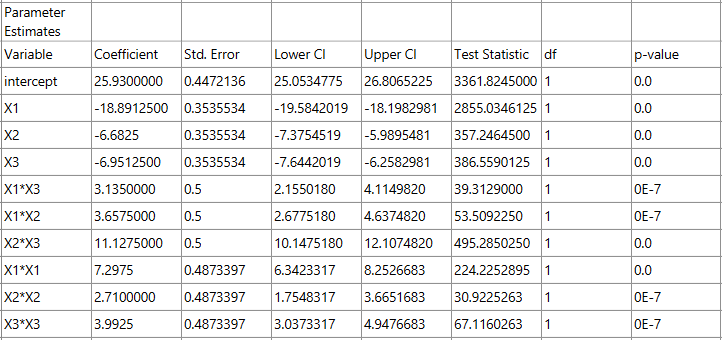 Parameter
Estimates
Variable Coefficient Std. Error Lower CI Upper CI Test Statistic df p-value
intercept 25.9300000 0.4472136 25.0534775 26.8065225 3361.8245000 1 0.0
X1 -18.8912500 0.3535534 -19.5842019 -18.1982981 2855.0346125 1 0.0
X2 -6.6825 0.3535534 -7.3754519 -5.9895481 357.2464500 1 0.0
X3 -6.9512500 0.3535534 -7.6442019 -6.2582981 386.5590125 1 0.0
X1*X3 3.1350000 0.5 2.1550180 4.1149820 39.3129000 1 0E-7
X1*X2 3.6575000 0.5 2.6775180 4.6374820 53.5092250 1 0E-7
X2*X3 11.1275000 0.5 10.1475180 12.1074820 495.2850250 1 0.0
X1*X1 7.2975 0.4873397 6.3423317 8.2526683 224.2252895 1 0.0
X2*X2 2.7100000 0.4873397 1.7548317 3.6651683 30.9225263 1 0E-7
X3*X3 3.9925 0.4873397 3.0373317 4.9476683 67.1160263 1 0E-7